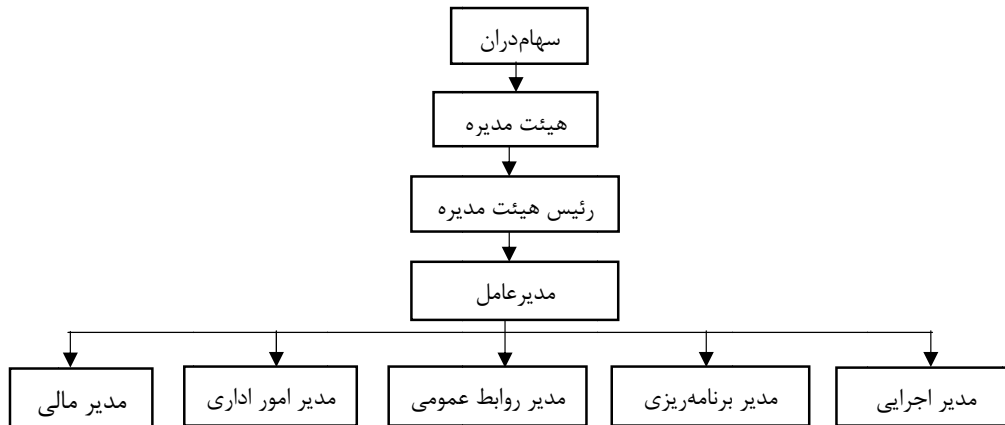 سهام‌دران
هیئت مدیره
رئیس هیئت مدیره
مدیرعامل
مدیر اجرایی
مدیر برنامه‌ریزی
مدیر روابط عمومی
مدیر امور اداری
مدیر مالی